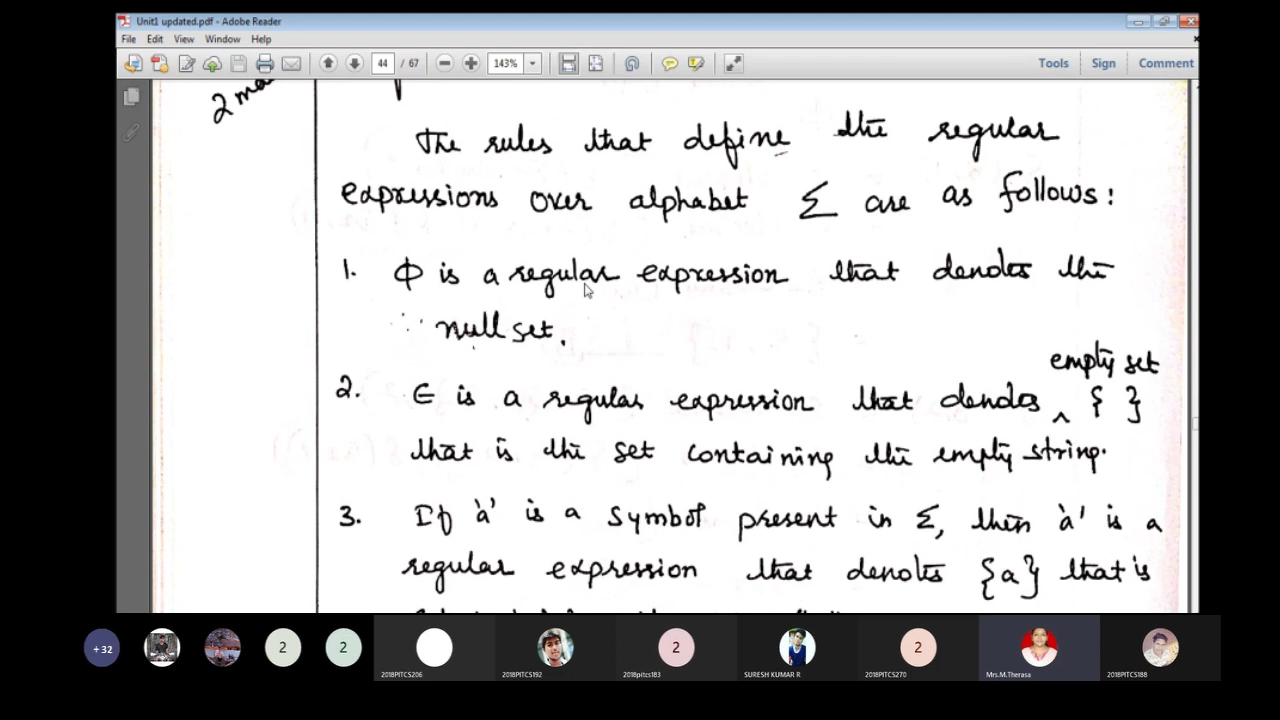 Unit1 updated.pdf - Adobe Reader
File Edit View Window Help
44 / 67 143% Tools Sign Comment
2
The rules that define the regular
expressions over alphabet Σ are as follows:
1. Φ is a regular expression that denotes the
null set.
empty set
2. ∈ is a regular expression that denotes ^ { }
that is the set containing the empty string.
3. If 'a' is a symbol present in Σ, then 'a' is a
regular expression that denotes {a} that is
+32 2 2 2 2
2018PITCS206 2018PITCS192 2018pitcs183 SURESH KUMAR R 2018PITCS270 Mrs.M.Therasa 2018PITCS188